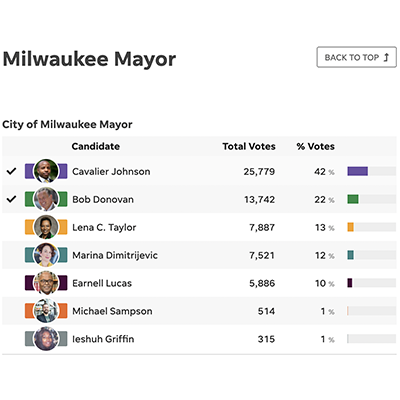 Milwaukee Mayor
BACK TO TOP
City of Milwaukee Mayor
Candidate Total Votes % Votes
Cavalier Johnson 25,779 42 %
Bob Donovan 13,742 22 %
Lena C. Taylor 7,887 13 %
Marina Dimitrijevic 7,521 12 %
Earnell Lucas 5,886 10 %
Michael Sampson 514 1 %
Ieshuh Griffin 315 1 %